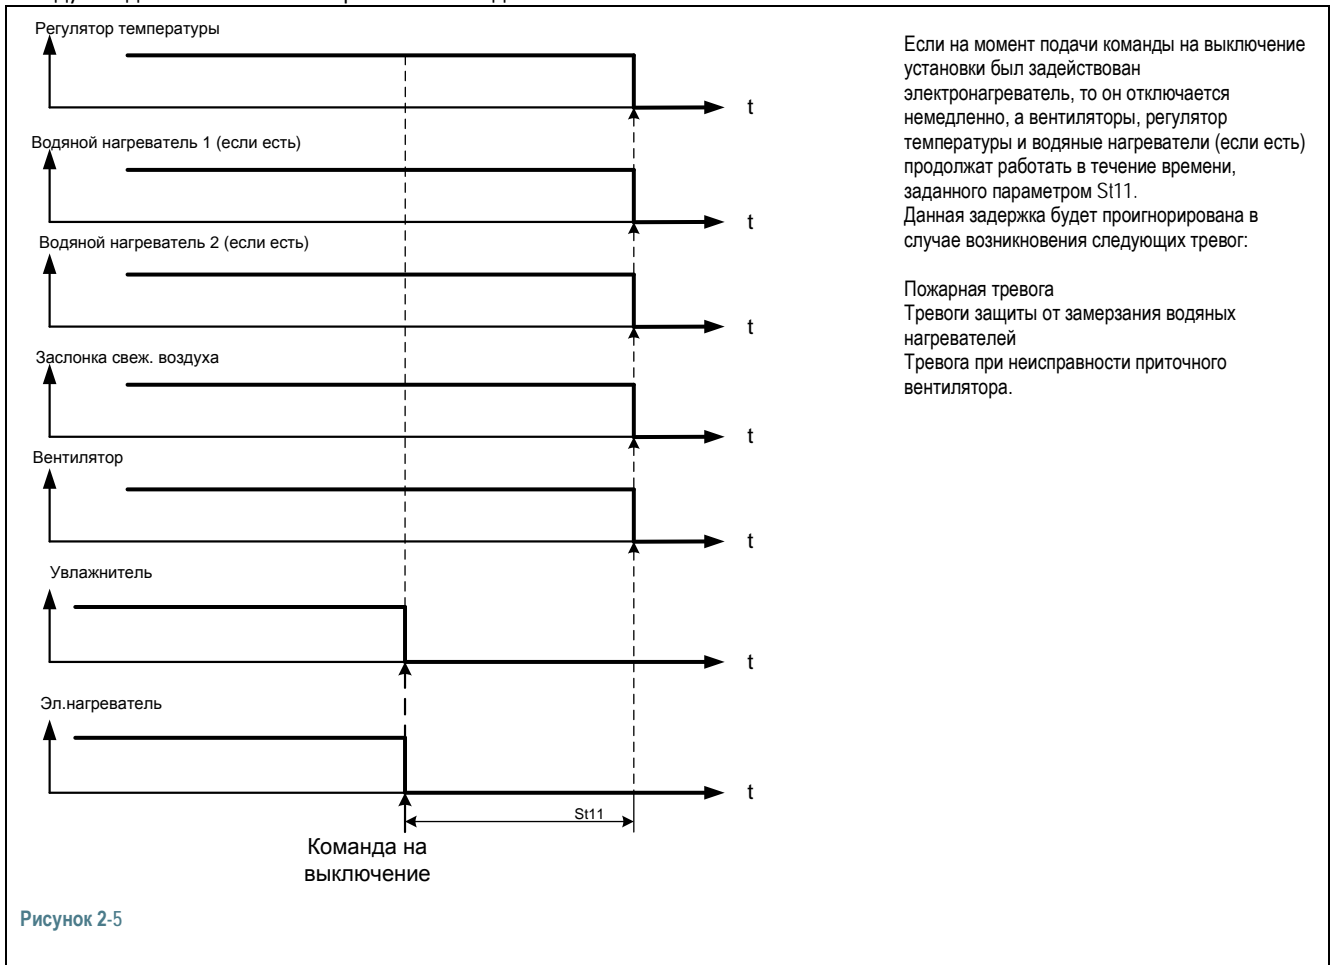 Регулятор температуры
t
Водяной нагреватель 1 (если есть)
t
Водяной нагреватель 2 (если есть)
t
Заслонка свеж. воздуха
t
Вентилятор
t
Увлажнитель
t
Эл.нагреватель
t
St11
Команда на
выключение
Если на момент подачи команды на выключение
установки был задействован
электронагреватель, то он отключается
немедленно, а вентиляторы, регулятор
температуры и водяные нагреватели (если есть)
продолжат работать в течение времени,
заданного параметром St11.
Данная задержка будет проигнорирована в
случае возникновения следующих тревог:
Пожарная тревога
Тревоги защиты от замерзания водяных
нагревателей
Тревога при неисправности приточного
вентилятора.
Рисунок 2-5